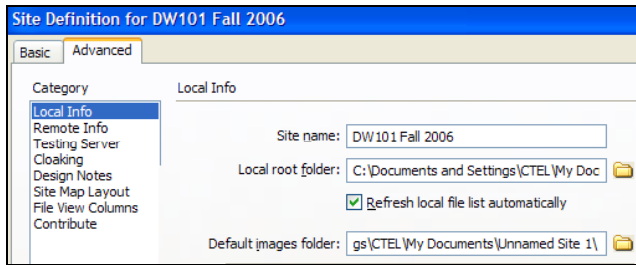 Site Definition for DW101 Fall 2006
Basic Advanced
Category
Local Info
Remote Info
Testing Server
Cloaking
Design Notes
Site Map Layout
File View Columns
Contribute
Local Info
Site name: DW101 Fall 2006
Local root folder: C:\Documents and Settings\CTEL\My Doc
Refresh local file list automatically
Default images folder: gs\CTEL\My Documents\Unnamed Site 1\